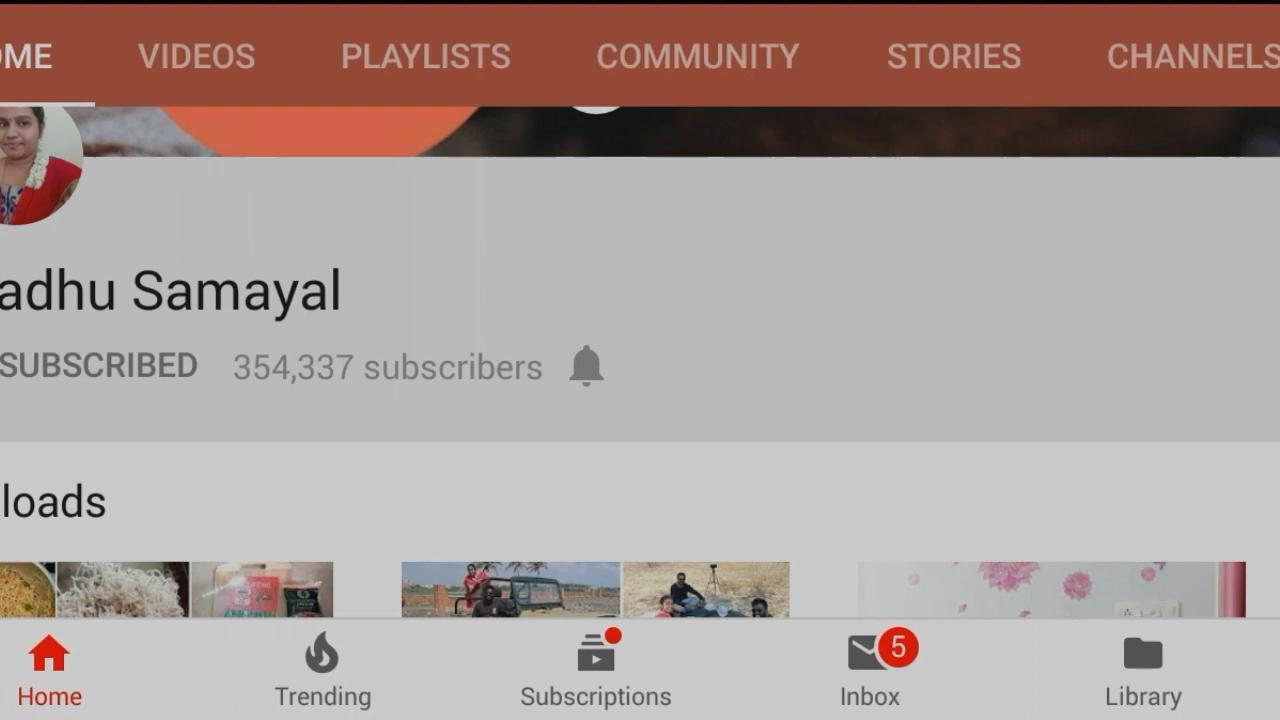 OME VIDEOS PLAYLISTS COMMUNITY STORIES CHANNELS
adhu Samayal
SUBSCRIBED 354,337 subscribers
loads
5
Home Trending Subscriptions Inbox Library